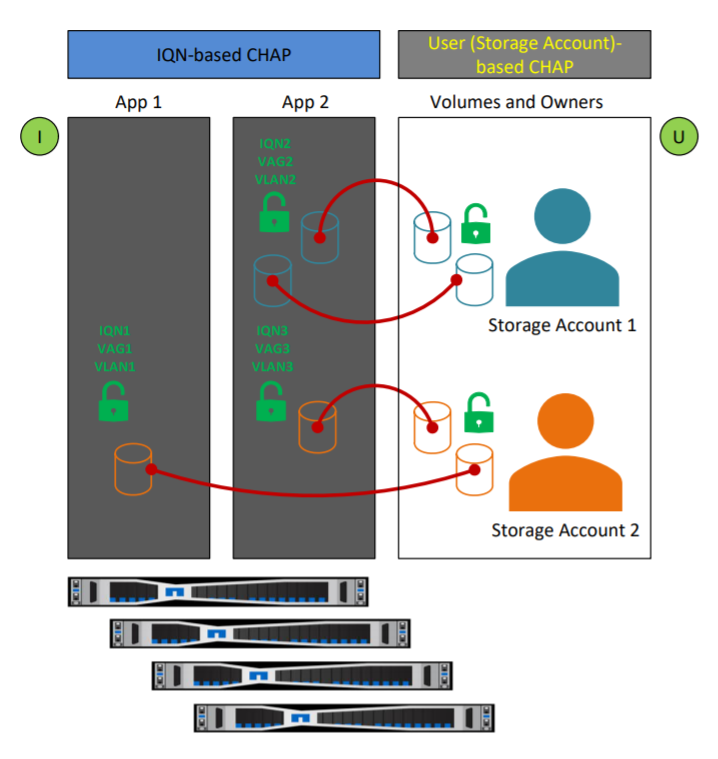 IQN-based CHAP
User (Storage Account)-
based CHAP
App 1
App 2
Volumes and Owners
I
U
IQN2
VAG2
VLAN2
Storage Account 1
IQN1
VAG1
VLAN1
IQN3
VAG3
VLAN3
Storage Account 2